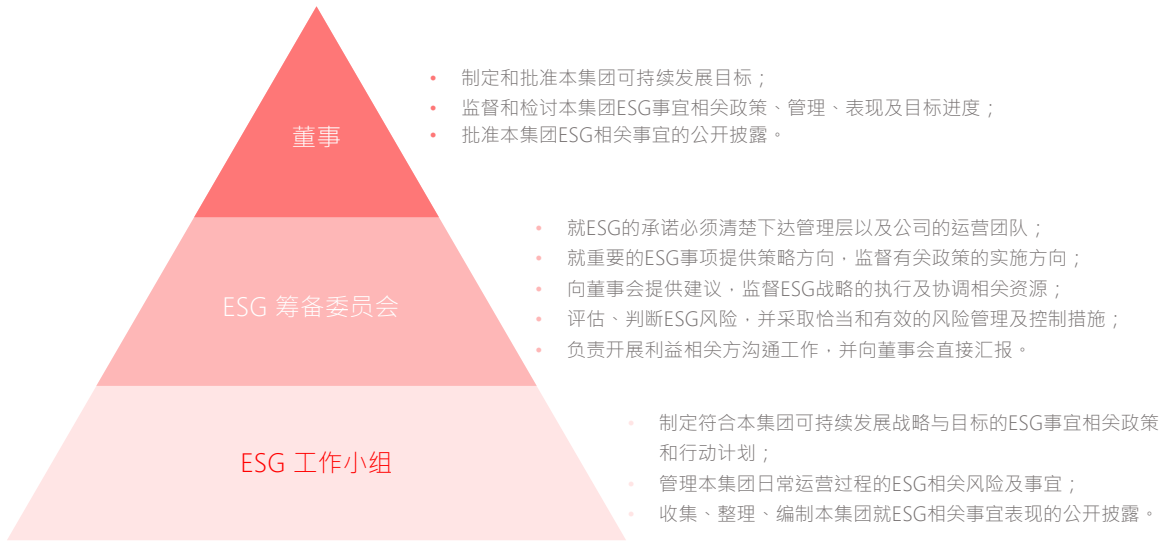 董事
• 制定和批准本集团可持续发展目标；
• 监督和检讨本集团ESG事宜相关政策、管理、表现及目标进度；
• 批准本集团ESG相关事宜的公开披露。
ESG 筹备委员会
• 就ESG的承诺必须清楚下达管理层以及公司的运营团队；
• 就重要的ESG事项提供策略方向，监督有关政策的实施方向；
• 向董事会提供建议，监督ESG战略的执行及协调相关资源；
• 评估、判断ESG风险，并采取恰当和有效的风险管理及控制措施；
• 负责开展利益相关方沟通工作，并向董事会直接汇报。
ESG 工作小组
• 制定符合本集团可持续发展战略与目标的ESG事宜相关政策
和行动计划；
• 管理本集团日常运营过程的ESG相关风险及事宜；
• 收集、整理、编制本集团就ESG相关事宜表现的公开披露。